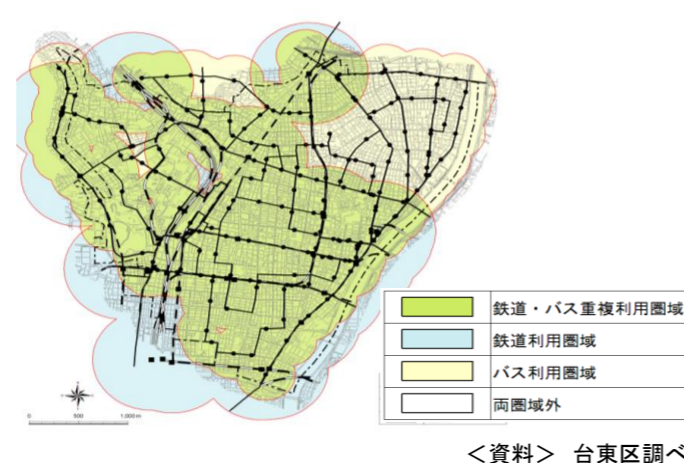 鉄道・バス重複利用圏域
鉄道利用圏域
バス利用圏域
両圏域外
0 500 1,000m
＜資料＞ 台東区調べ